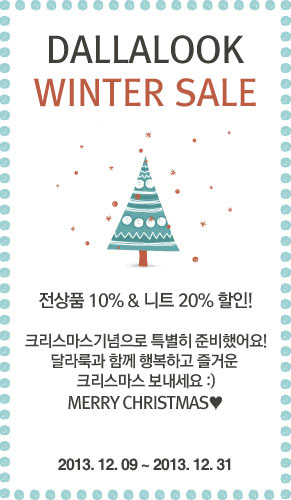 DALLALOOK
WINTER SALE
전상품 10% & 니트 20% 할인!
크리스마스기념으로 특별히 준비했어요!
달라룩과 함께 행복하고 즐거운
크리스마스 보내세요 :)
MERRY CHRISTMAS♥
2013. 12. 09 ~ 2013. 12. 31